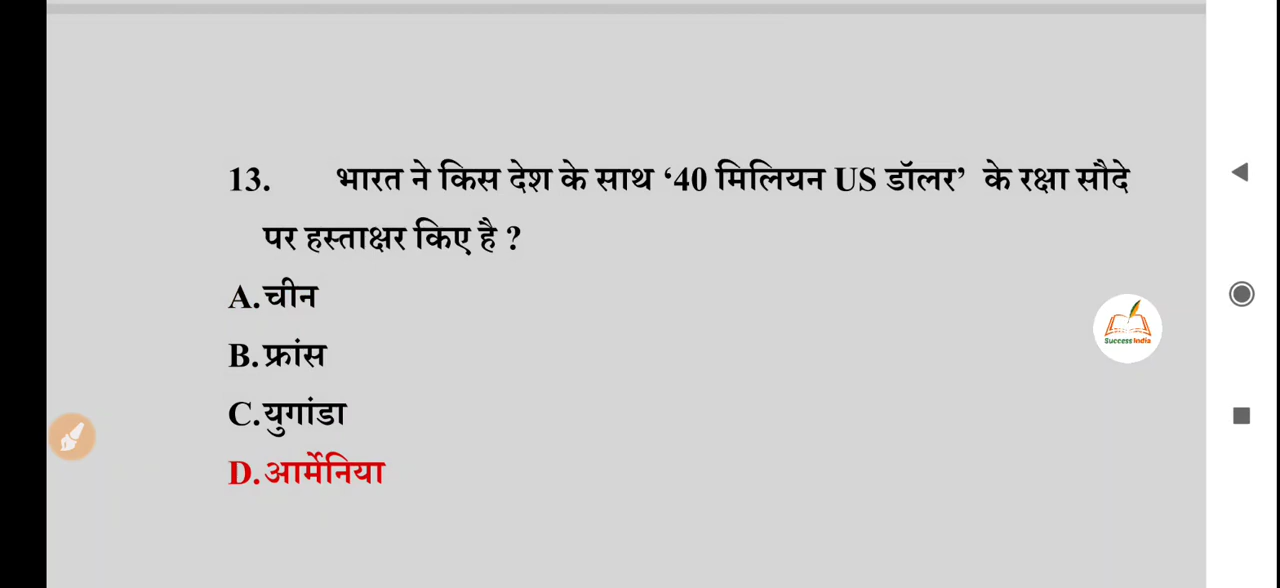 13. भारत ने किस देश के साथ ‘40 मिलियन US डॉलर’ के रक्षा सौदे
पर हस्ताक्षर किए है ?
A.चीन
B.फ्रांस
C.युगांडा
D.आर्मेनिया
Success India